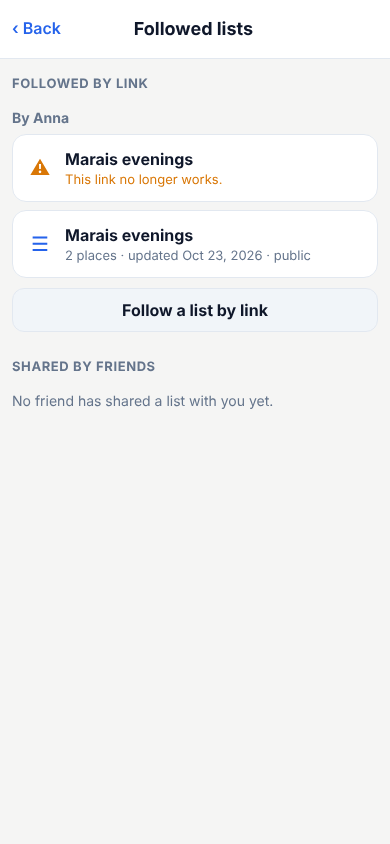 ‹ Back
Followed lists
FOLLOWED BY LINK
By Anna
Marais evenings
This link no longer works.
Marais evenings
2 places · updated Oct 23, 2026 · public
Follow a list by link
SHARED BY FRIENDS
No friend has shared a list with you yet.